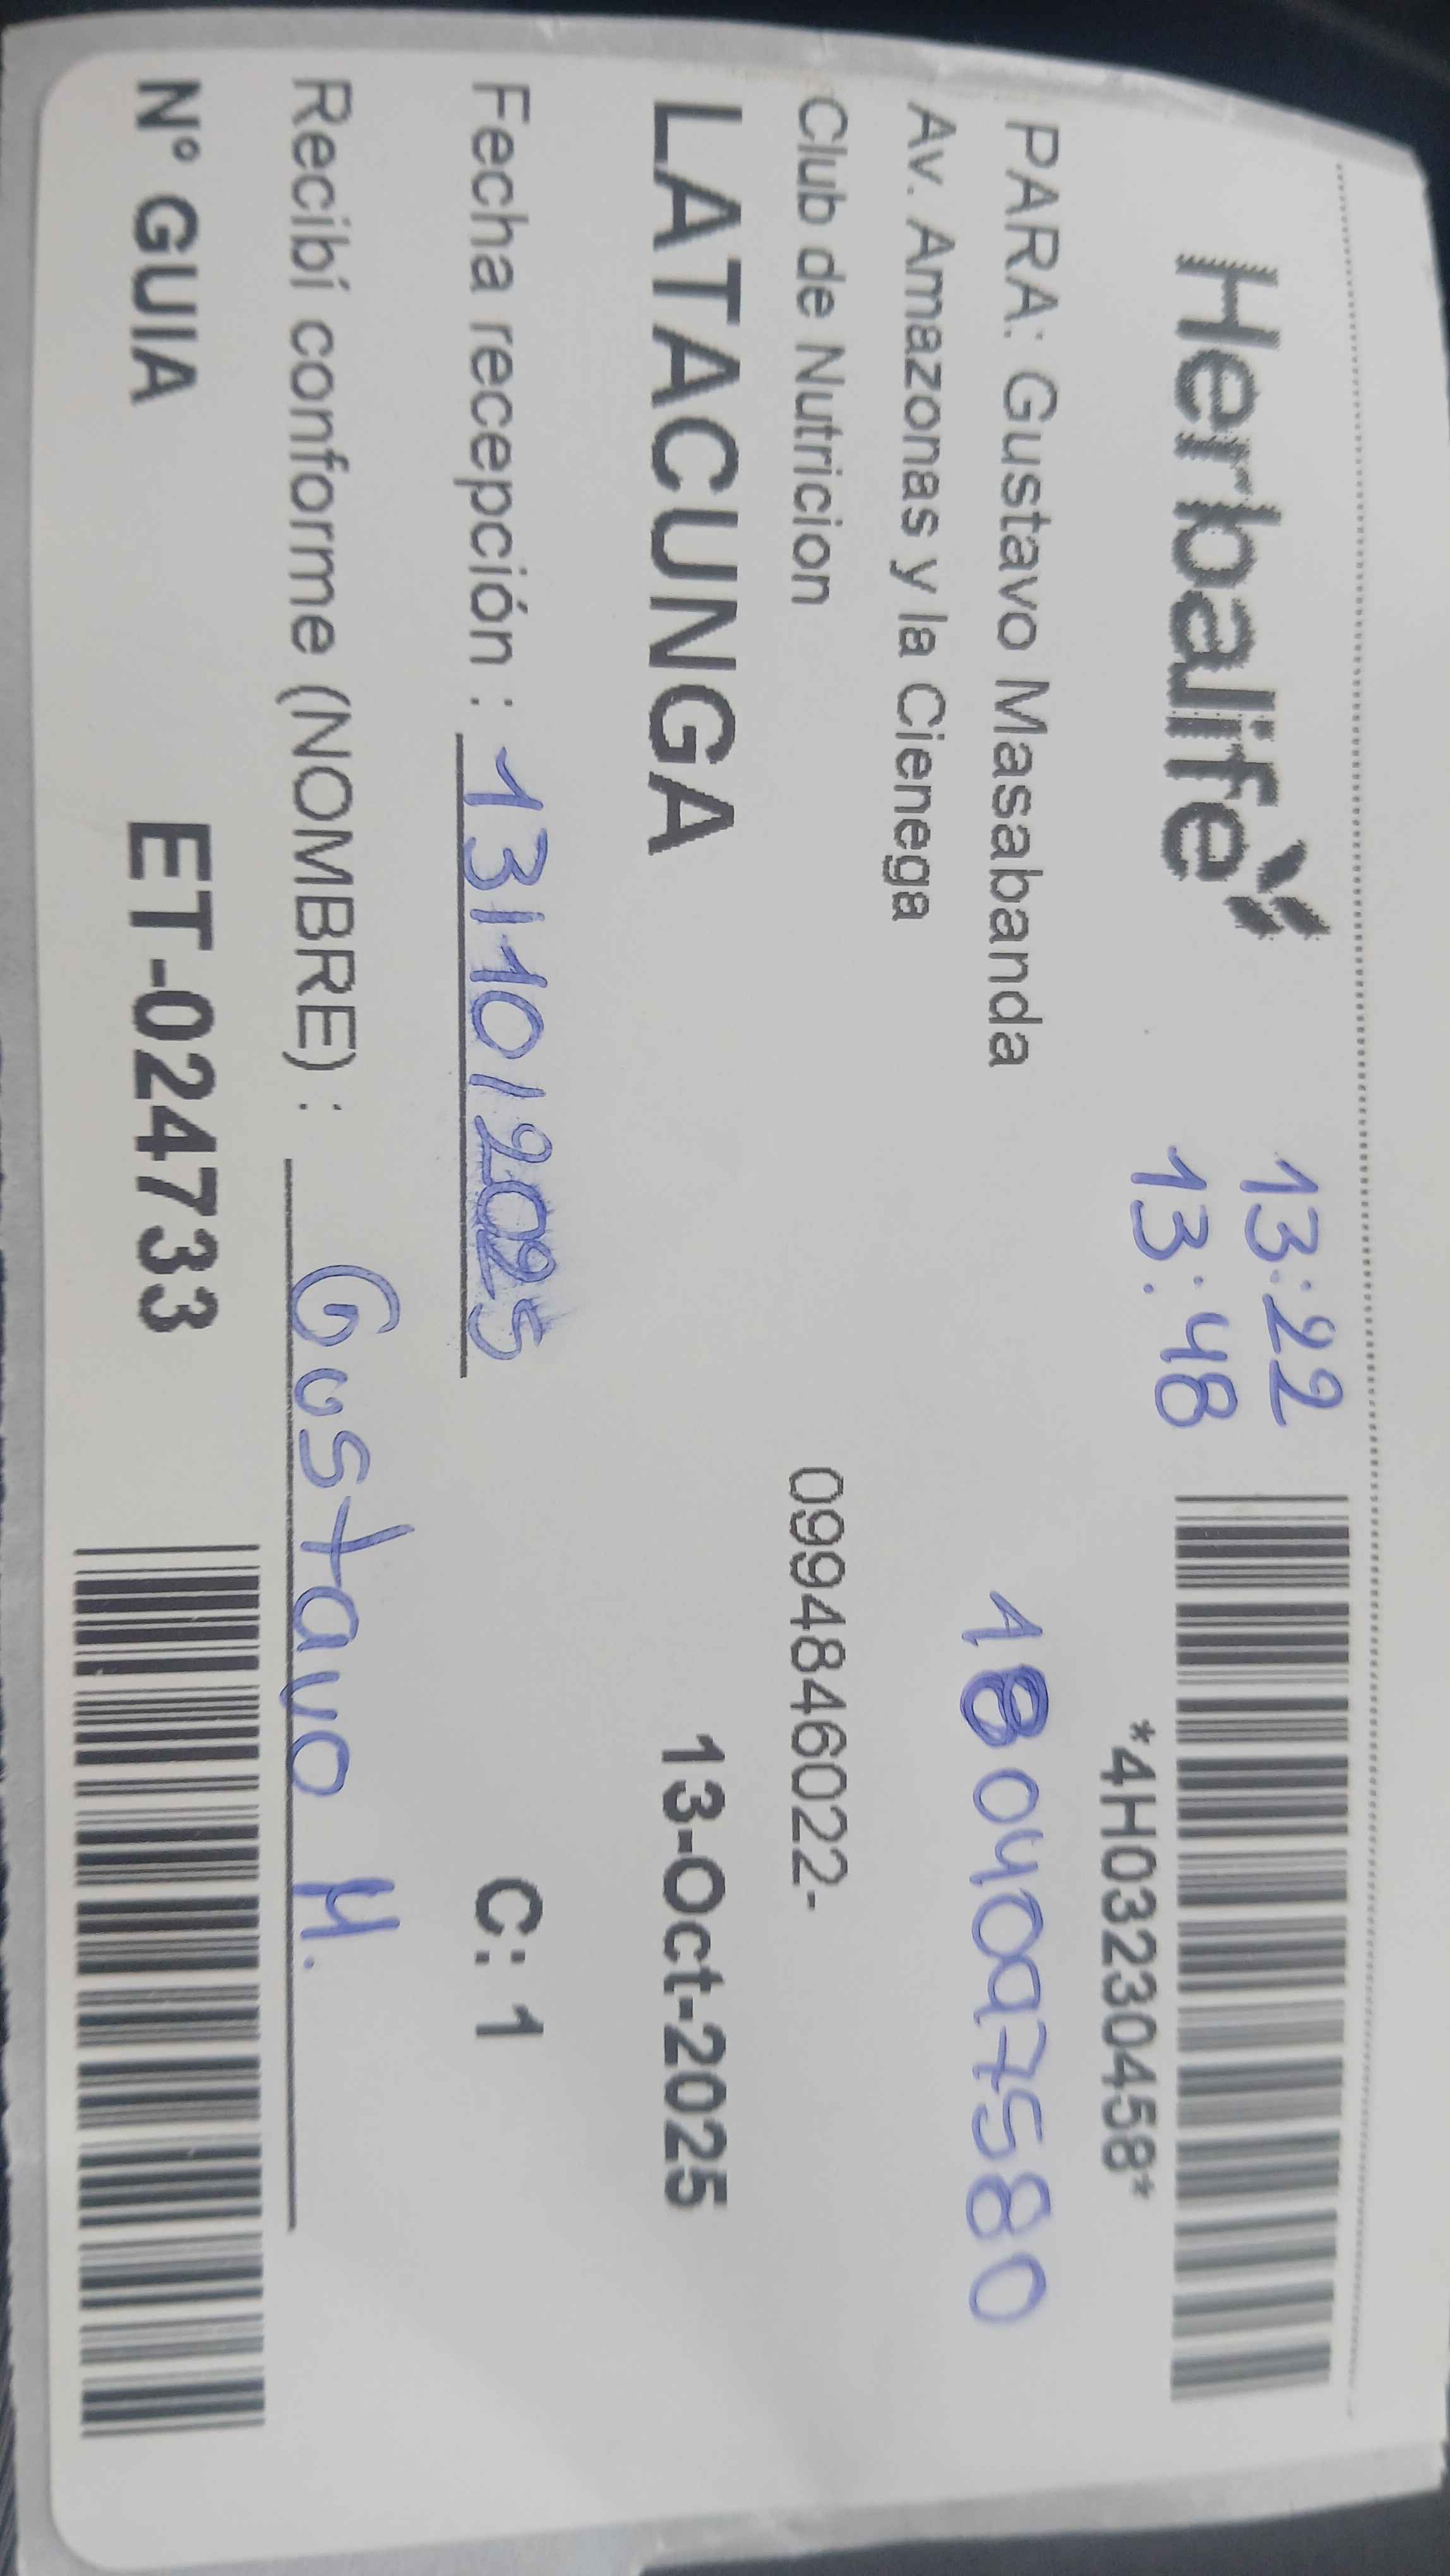 Herbalife
13:22
13:48
*4H03230458*
PARA: Gustavo Masabanda
1804097580
Av. Amazonas y la Cienega
Club de Nutricion
0994846022-
LATACUNGA
13-Oct-2025
Fecha recepción : 13/10/2025
C: 1
Recibí conforme (NOMBRE) : Gustavo M.
N° GUIA
ET-024733